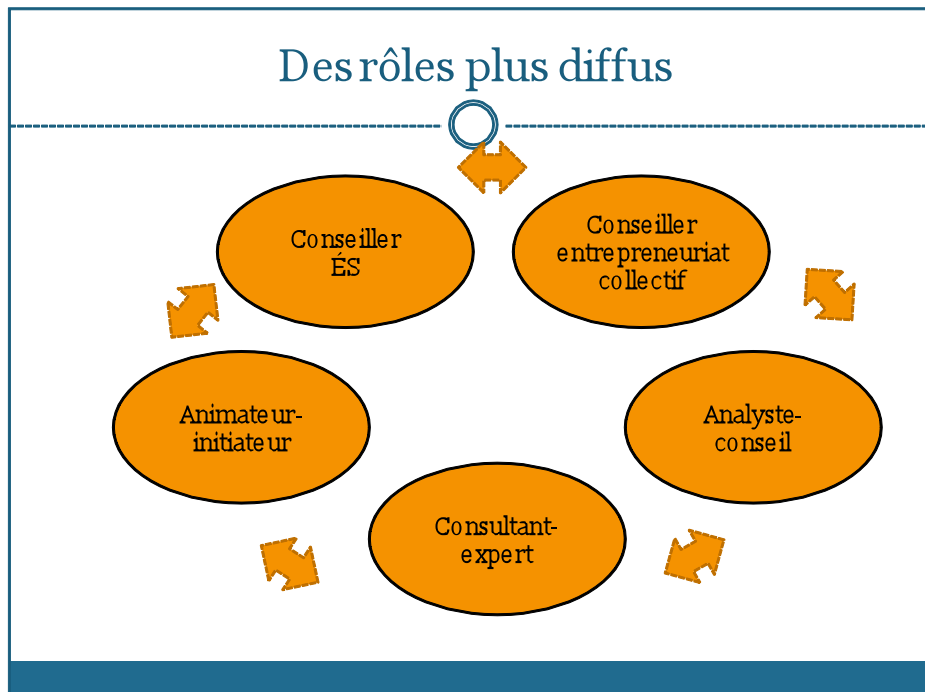 Des rôles plus diffus
Conseiller
ÉS
Conseiller
entrepreneuriat
collectif
Animateur-
initiateur
Analyste-
conseil
Consultant-
expert